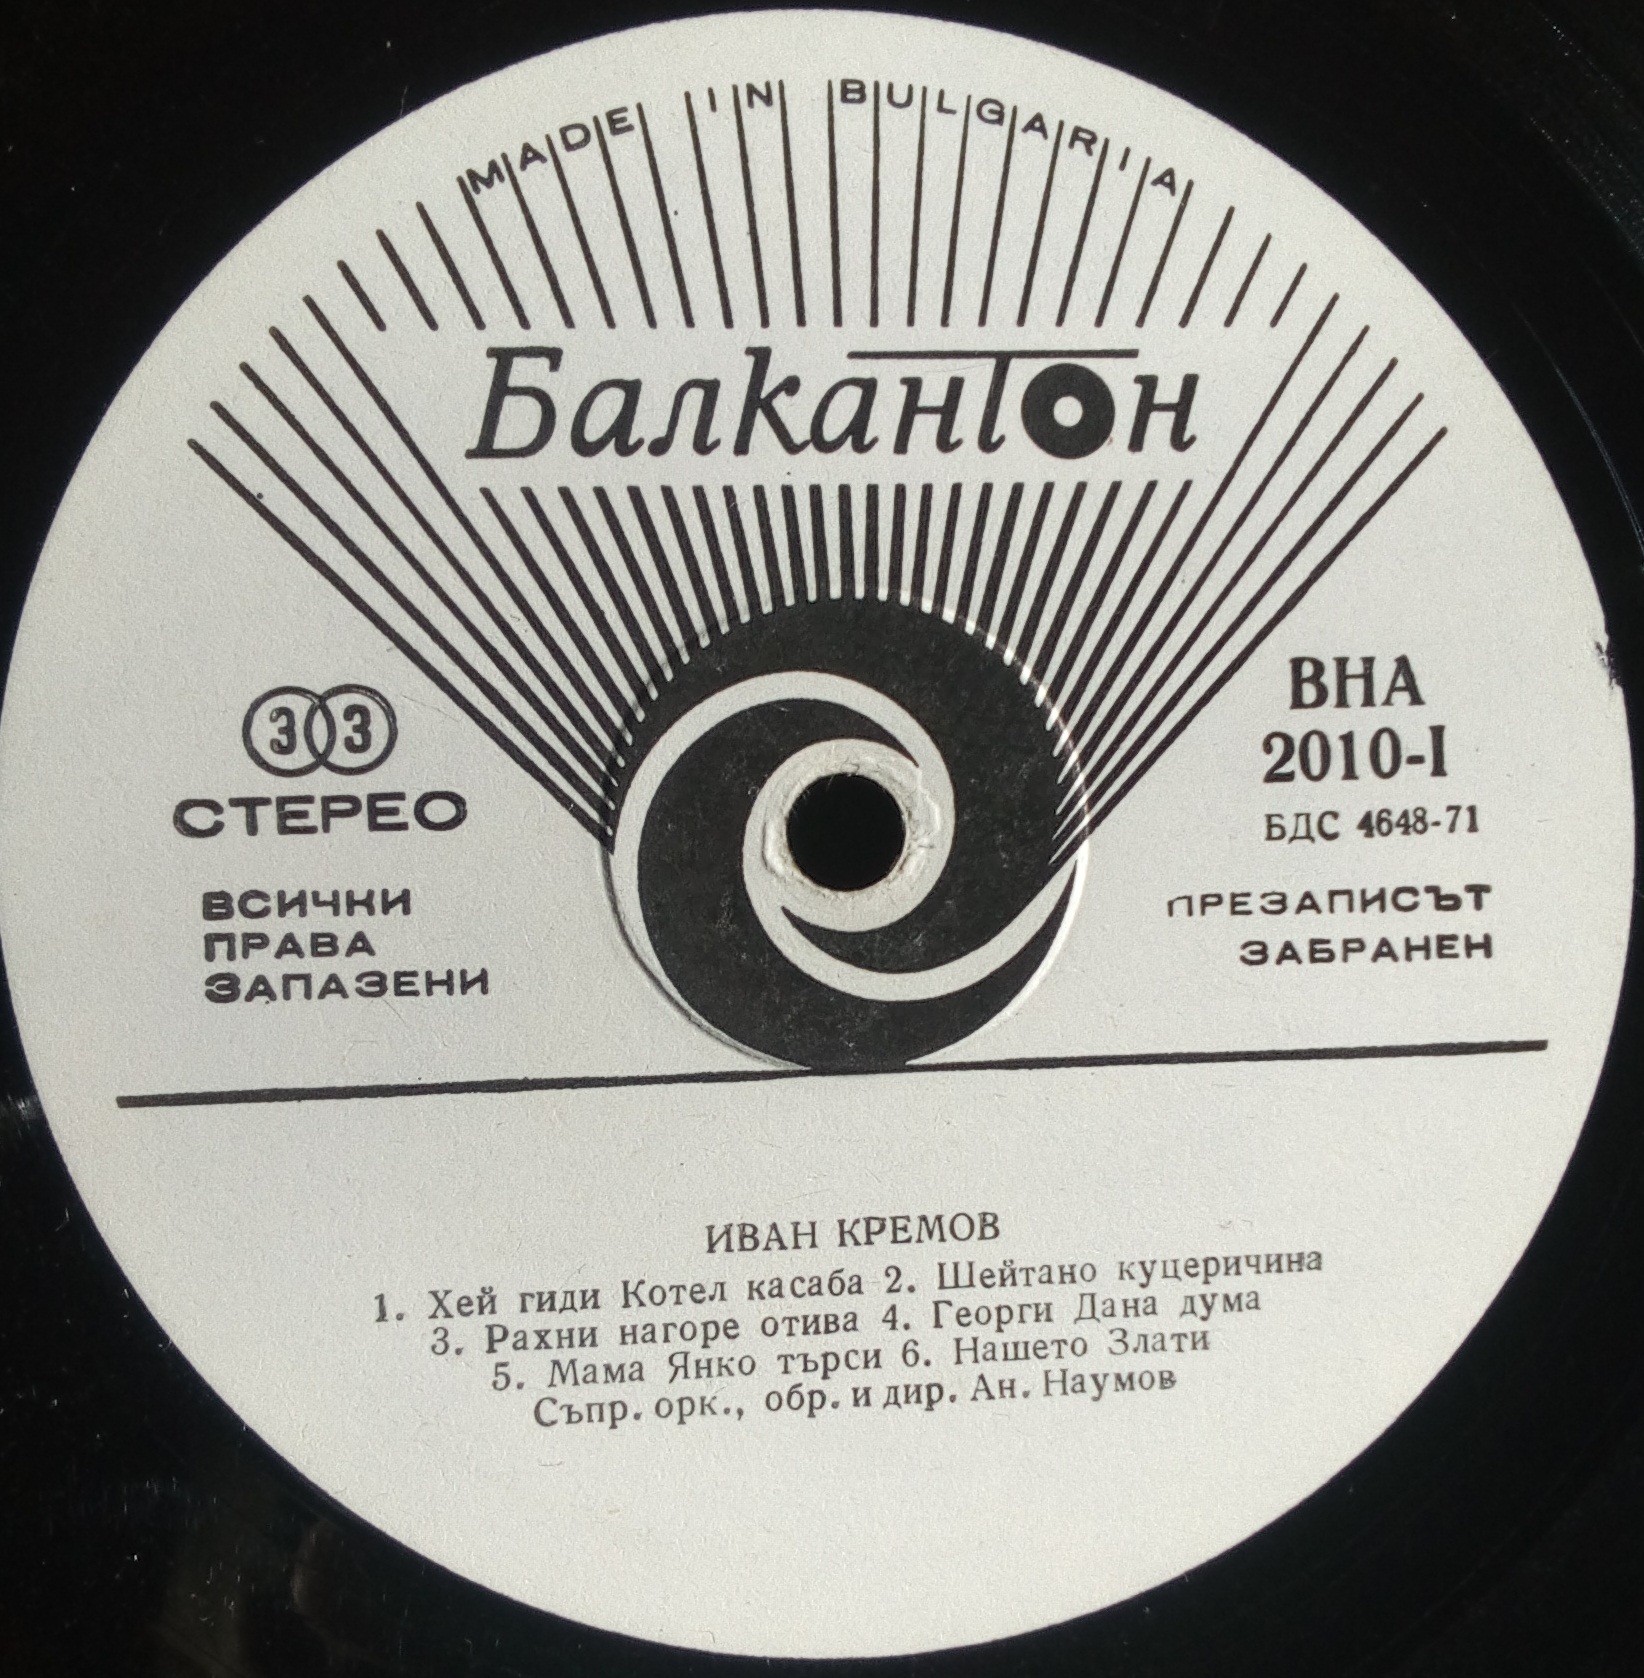 MADE IN BULGARIA
Балкантон
33
СТЕРЕО
ВСИЧКИ
ПРАВА
ЗАПАЗЕНИ
ВНА
2010-I
БДС 4648-71
ПРЕЗАПИСЪТ
ЗАБРАНЕН
ИВАН КРЕМОВ
1. Хей гиди Котел касаба 2. Шейтано куцеричина
3. Рахни нагоре отива 4. Георги Дана дума
5. Мама Янко търси 6. Нашето Злати
Съпр. орк., обр. и дир. Ан. Наумов